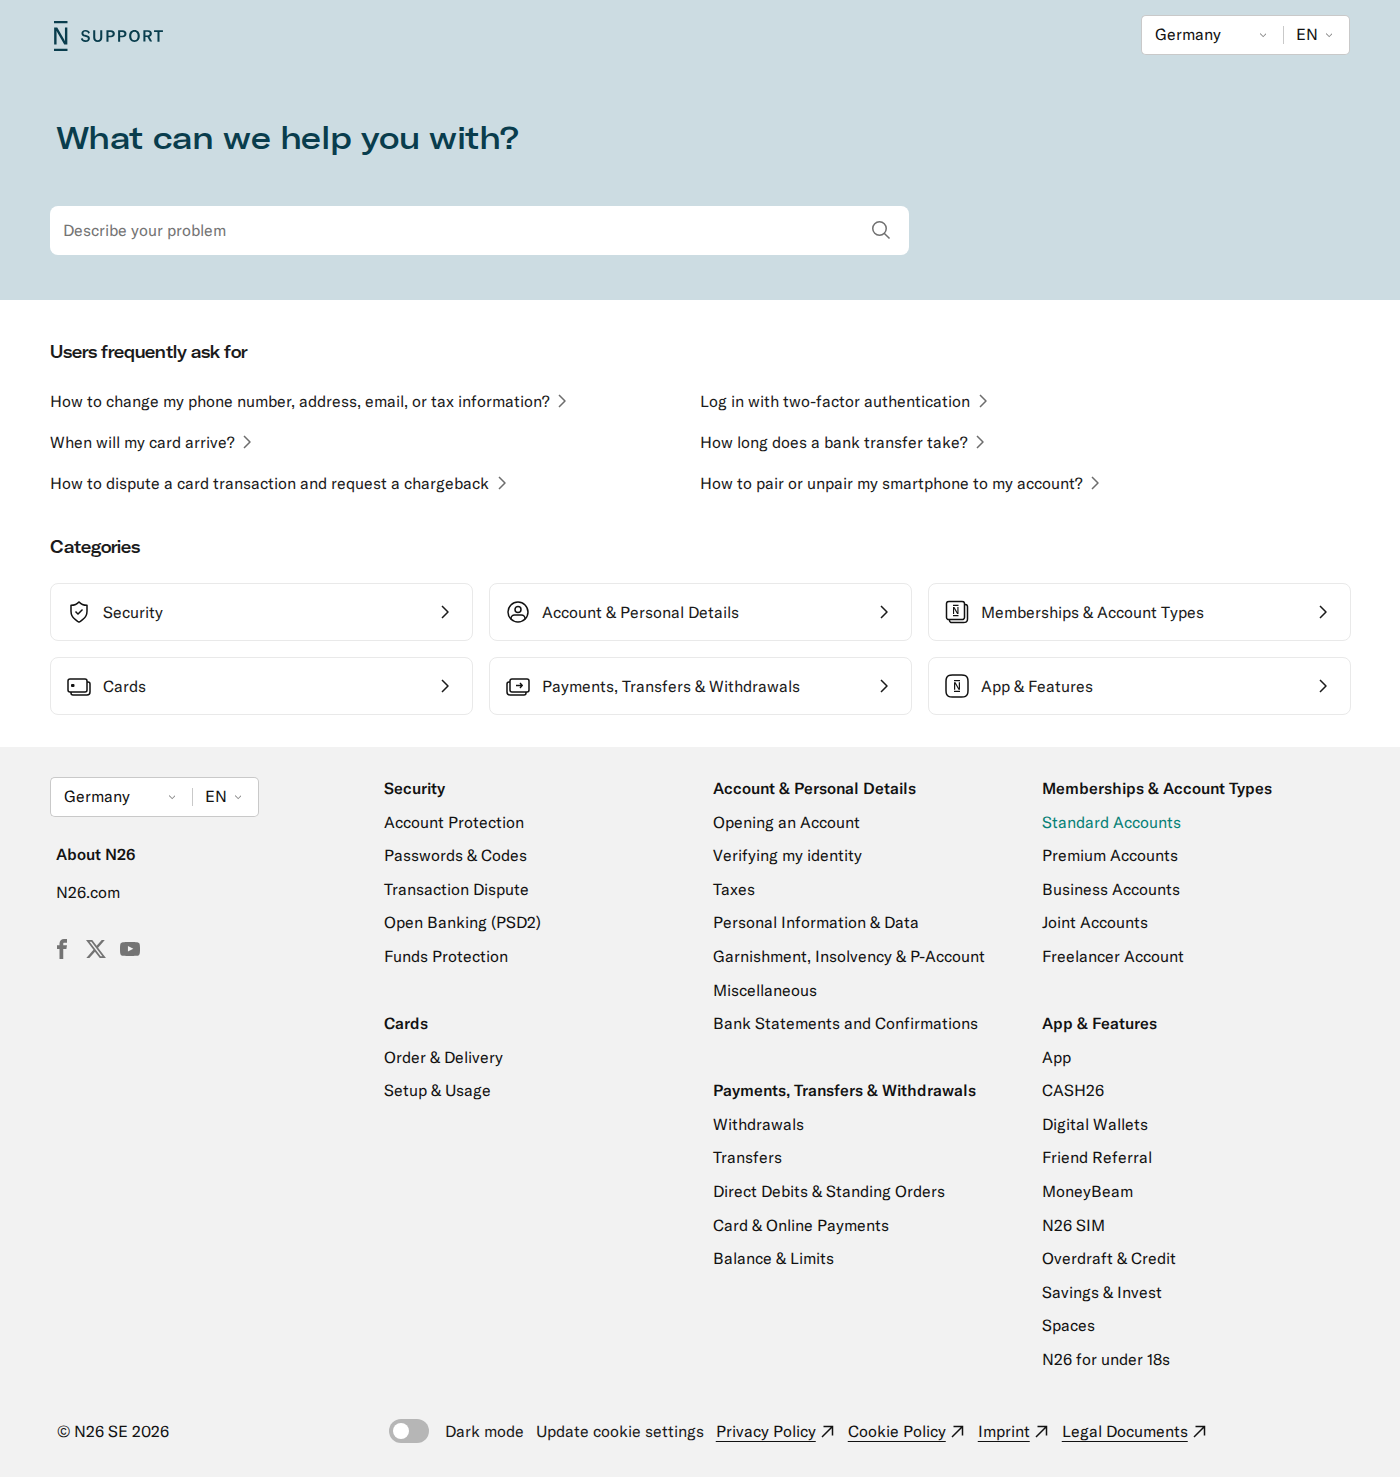 N SUPPORT
Germany EN
What can we help you with?
Describe your problem
Users frequently ask for
How to change my phone number, address, email, or tax information?
Log in with two-factor authentication
When will my card arrive?
How long does a bank transfer take?
How to dispute a card transaction and request a chargeback
How to pair or unpair my smartphone to my account?
Categories
Security
Account & Personal Details
Memberships & Account Types
Cards
Payments, Transfers & Withdrawals
App & Features
Germany EN
About N26
N26.com
Security
Account Protection
Passwords & Codes
Transaction Dispute
Open Banking (PSD2)
Funds Protection
Cards
Order & Delivery
Setup & Usage
Account & Personal Details
Opening an Account
Verifying my identity
Taxes
Personal Information & Data
Garnishment, Insolvency & P-Account
Miscellaneous
Bank Statements and Confirmations
Payments, Transfers & Withdrawals
Withdrawals
Transfers
Direct Debits & Standing Orders
Card & Online Payments
Balance & Limits
Memberships & Account Types
Standard Accounts
Premium Accounts
Business Accounts
Joint Accounts
Freelancer Account
App & Features
App
CASH26
Digital Wallets
Friend Referral
MoneyBeam
N26 SIM
Overdraft & Credit
Savings & Invest
Spaces
N26 for under 18s
© N26 SE 2026
Dark mode Update cookie settings Privacy Policy Cookie Policy Imprint Legal Documents